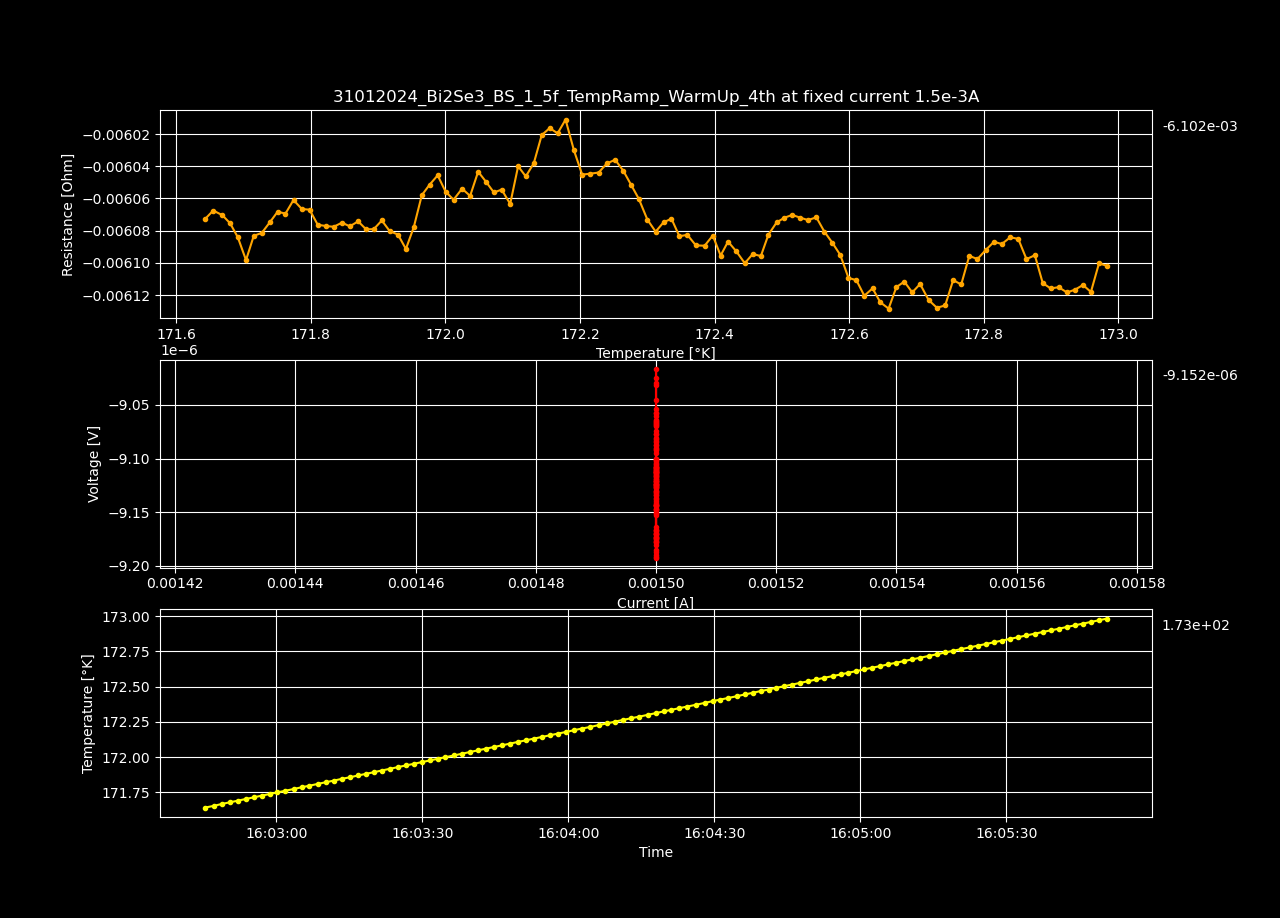 31012024_Bi2Se3_BS_1_5f_TempRamp_WarmUp_4th at fixed current 1.5e-3A
-6.102e-03
Resistance [Ohm]
−0.00602
−0.00604
−0.00606
−0.00608
−0.00610
−0.00612
171.6 171.8 172.0 172.2 172.4 172.6 172.8 173.0
Temperature [°K]
1e−6
-9.152e-06
Voltage [V]
−9.05
−9.10
−9.15
−9.20
0.00142 0.00144 0.00146 0.00148 0.00150 0.00152 0.00154 0.00156 0.00158
Current [A]
1.73e+02
Temperature [°K]
173.00
172.75
172.50
172.25
172.00
171.75
16:03:00 16:03:30 16:04:00 16:04:30 16:05:00 16:05:30
Time